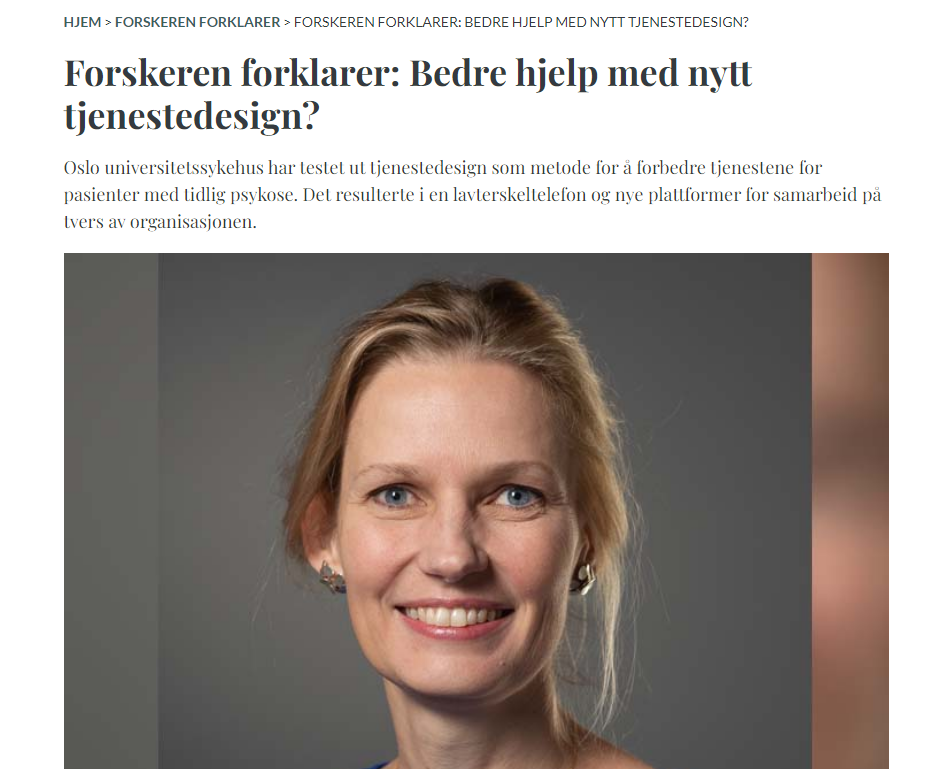 HJEM > FORSKEREN FORKLARER > FORSKEREN FORKLARER: BEDRE HJELP MED NYTT TJENESTEDESIGN?
Forskeren forklarer: Bedre hjelp med nytt
tjenestedesign?
Oslo universitetssykehus har testet ut tjenestedesign som metode for å forbedre tjenestene for
pasienter med tidlig psykose. Det resulterte i en lavterskeltelefon og nye plattformer for samarbeid på
tvers av organisasjonen.